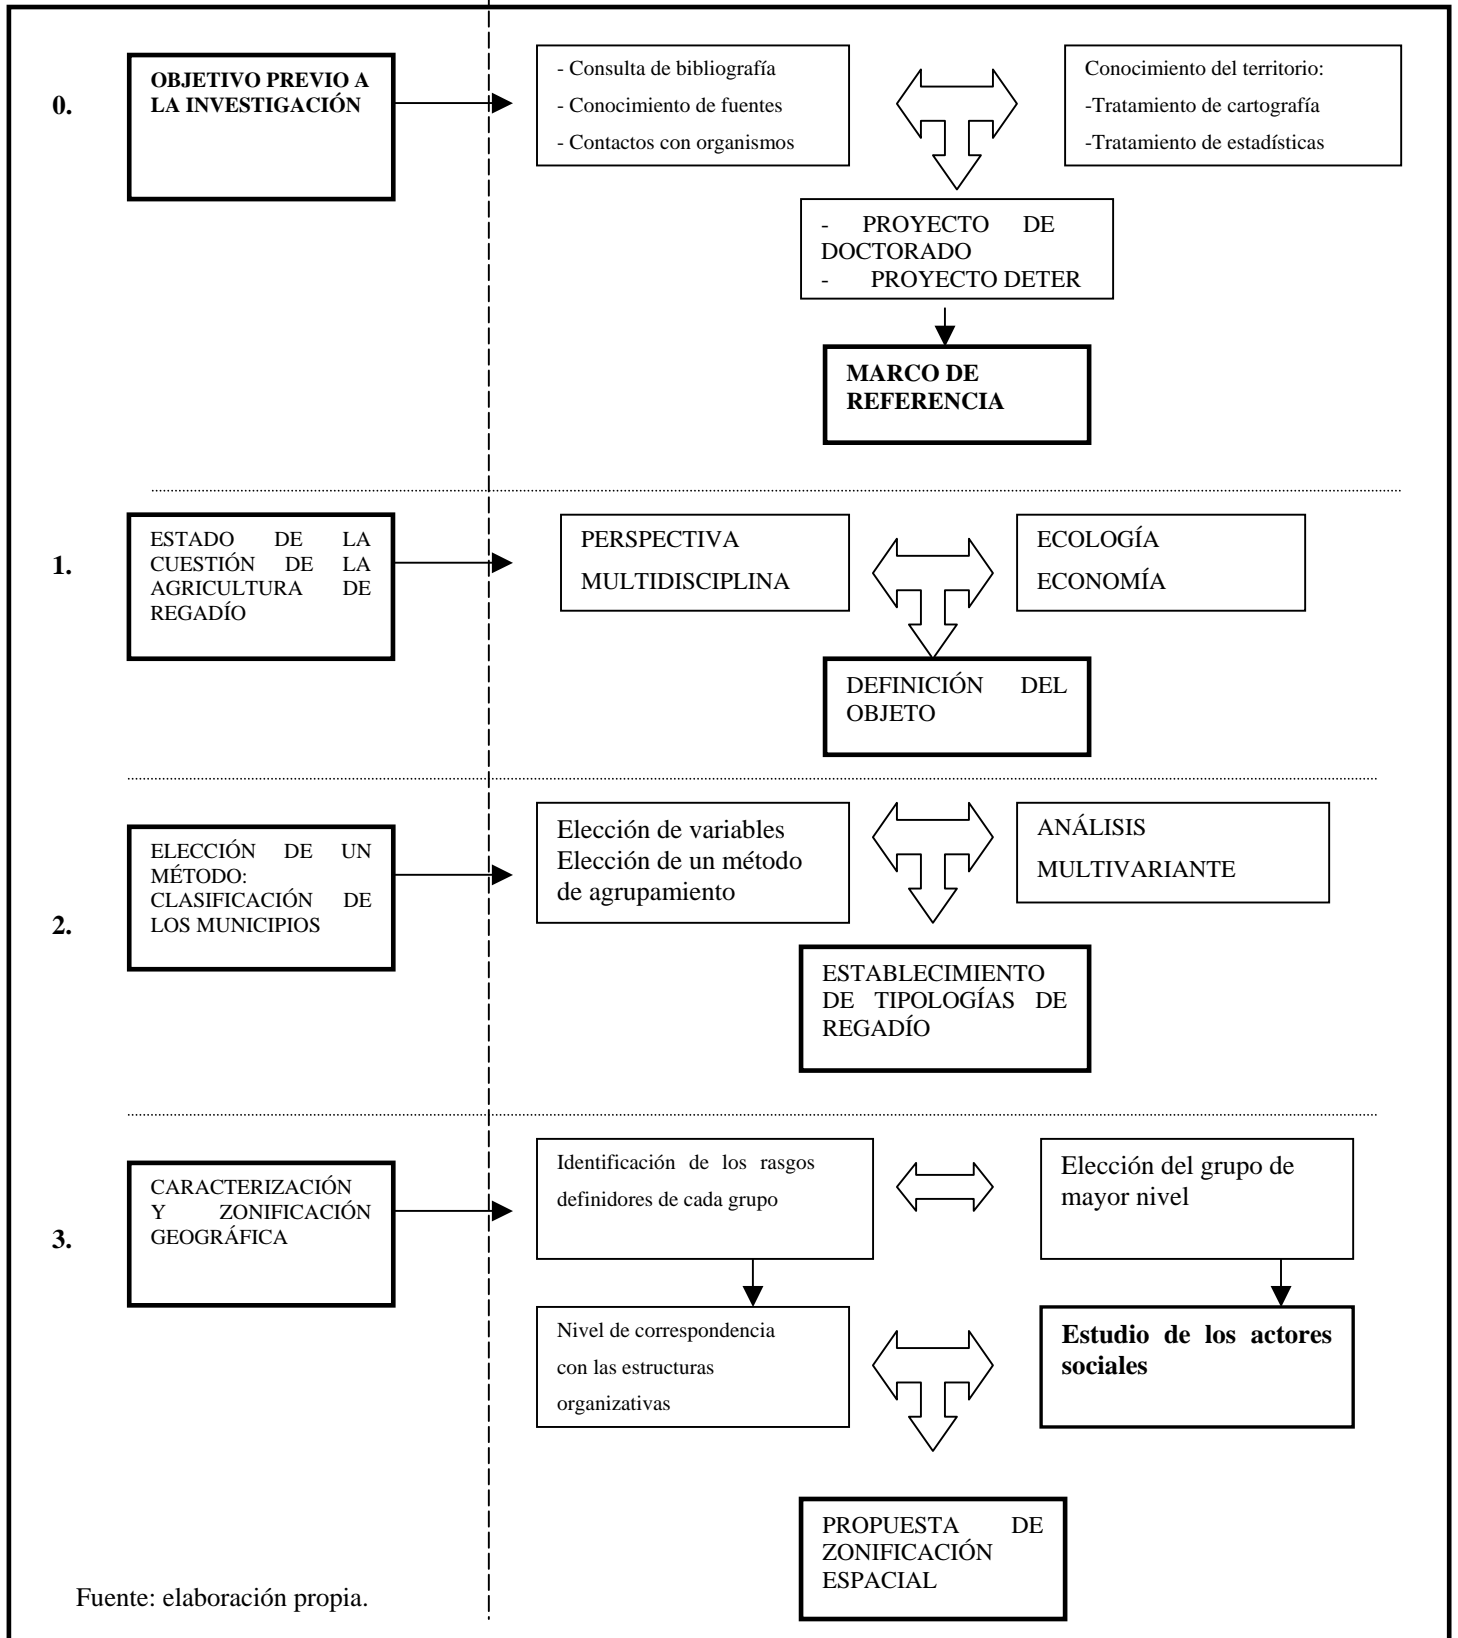 0.
OBJETIVO PREVIO A
LA INVESTIGACIÓN
- Consulta de bibliografía
- Conocimiento de fuentes
- Contactos con organismos
Conocimiento del territorio:
-Tratamiento de cartografía
-Tratamiento de estadísticas
- PROYECTO DE
DOCTORADO
- PROYECTO DETER
MARCO DE
REFERENCIA
1.
ESTADO DE LA
CUESTIÓN DE LA
AGRICULTURA DE
REGADÍO
PERSPECTIVA
MULTIDISCIPLINA
ECOLOGÍA
ECONOMÍA
DEFINICIÓN DEL
OBJETO
2.
ELECCIÓN DE UN
MÉTODO:
CLASIFICACIÓN DE
LOS MUNICIPIOS
Elección de variables
Elección de un método
de agrupamiento
ANÁLISIS
MULTIVARIANTE
ESTABLECIMIENTO
DE TIPOLOGÍAS DE
REGADÍO
3.
CARACTERIZACIÓN
Y ZONIFICACIÓN
GEOGRÁFICA
Identificación de los rasgos
definidores de cada grupo
Elección del grupo de
mayor nivel
Nivel de correspondencia
con las estructuras
organizativas
Estudio de los actores
sociales
PROPUESTA DE
ZONIFICACIÓN
ESPACIAL
Fuente: elaboración propia.